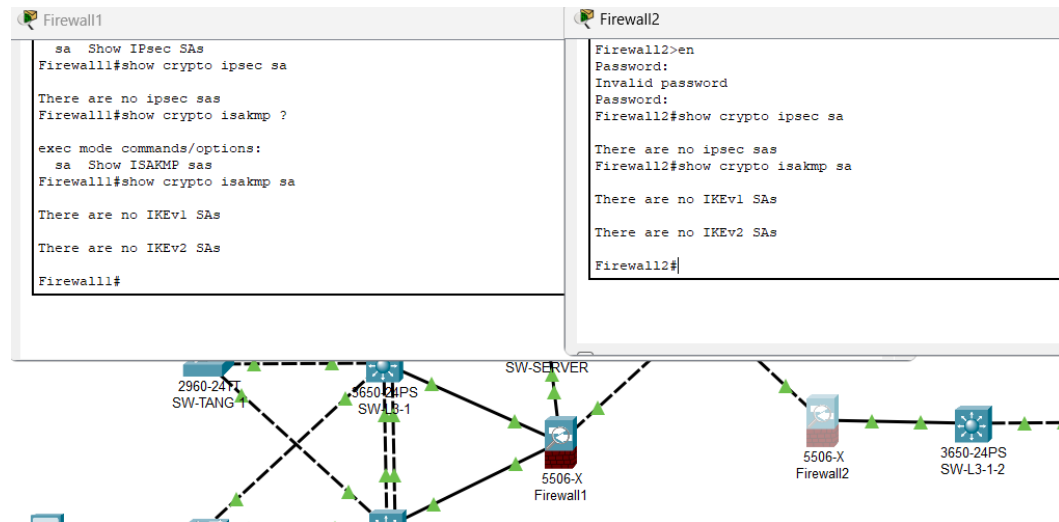 Firewall1
sa Show IPsec SAs
Firewall1#show crypto ipsec sa
There are no ipsec sas
Firewall1#show crypto isakmp ?
exec mode commands/options:
sa Show ISAKMP sas
Firewall1#show crypto isakmp sa
There are no IKEv1 SAs
There are no IKEv2 SAs
Firewall1#
Firewall2
Firewall2>en
Password:
Invalid password
Password:
Firewall2#show crypto ipsec sa
There are no ipsec sas
Firewall2#show crypto isakmp sa
There are no IKEv1 SAs
There are no IKEv2 SAs
Firewall2#
SW-SERVER
2960-24TT
SW-TANG 1
3650-24PS
SW-L3-1
5506-X
Firewall1
5506-X
Firewall2
3650-24PS
SW-L3-1-2